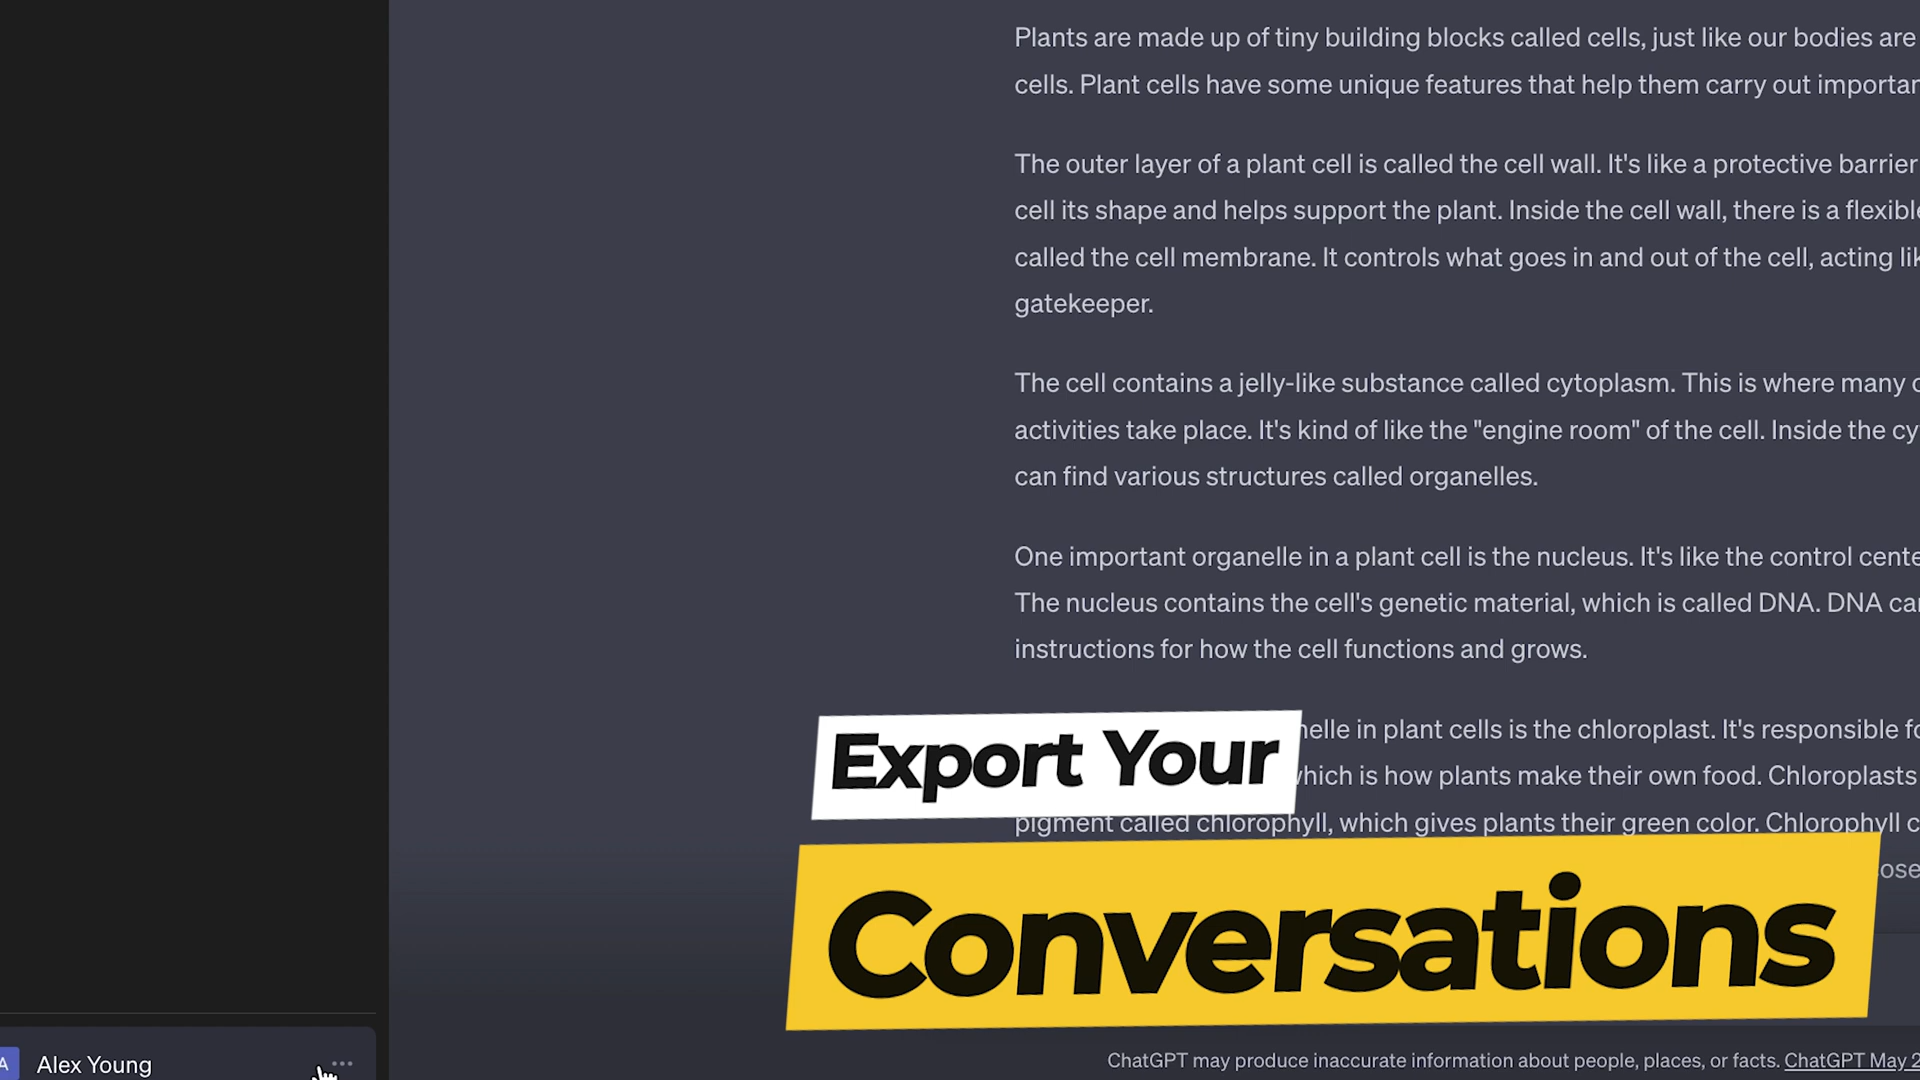 Plants are made up of tiny building blocks called cells, just like our bodies are
cells. Plant cells have some unique features that help them carry out
The outer layer of a plant cell is called the cell wall. It's like a protective barrier
cell its shape and helps support the plant. Inside the cell wall, there is a
called the cell membrane. It controls what goes in and out of the cell, acting
gatekeeper.
The cell contains a jelly-like substance called cytoplasm. This is where many
activities take place. It's kind of like the "engine room" of the cell. Inside the
can find various structures called organelles.
One important organelle in a plant cell is the nucleus. It's like the control
The nucleus contains the cell's genetic material, which is called DNA. DNA
instructions for how the cell functions and grows.
in plant cells is the chloroplast. It's responsible
which is how plants make their own food. Chloroplasts
pigment called chlorophyll, which gives plants their green color. Chlorophyll
Export Your
Conversations
A
Alex Young
ChatGPT may produce inaccurate information about people, places, or facts. ChatGPT May